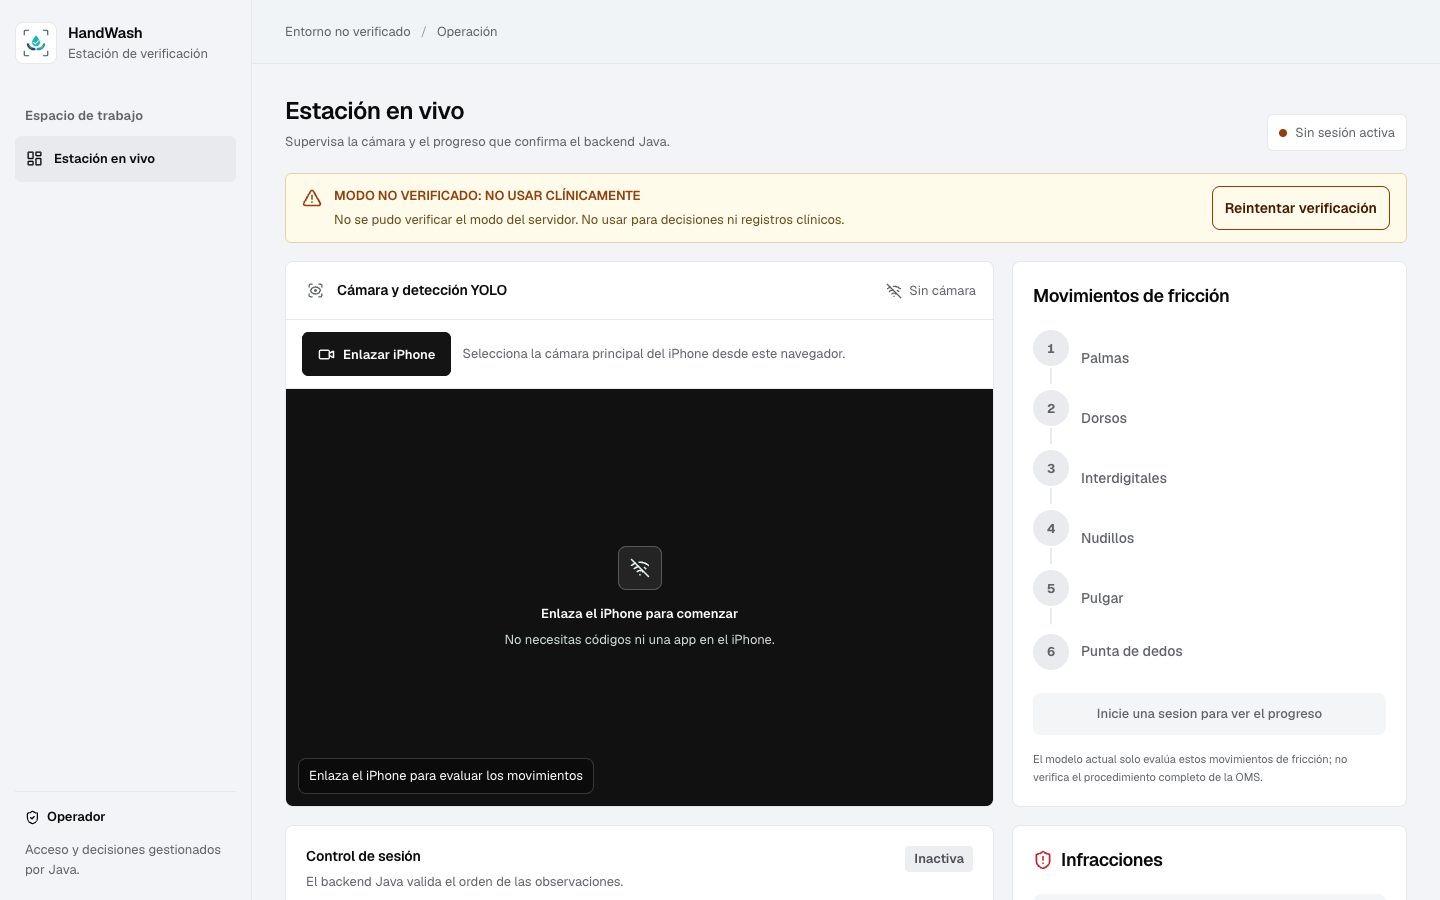 HandWash
Estación de verificación
Espacio de trabajo
Estación en vivo
Operador
Acceso y decisiones gestionados
por Java.
Entorno no verificado / Operación
Estación en vivo
Supervisa la cámara y el progreso que confirma el backend Java.
Sin sesión activa
MODO NO VERIFICADO: NO USAR CLÍNICAMENTE
No se pudo verificar el modo del servidor. No usar para decisiones ni registros clínicos.
Reintentar verificación
Cámara y detección YOLO
Sin cámara
Enlazar iPhone
Selecciona la cámara principal del iPhone desde este navegador.
Enlaza el iPhone para comenzar
No necesitas códigos ni una app en el iPhone.
Enlaza el iPhone para evaluar los movimientos
Movimientos de fricción
1 Palmas
2 Dorsos
3 Interdigitales
4 Nudillos
5 Pulgar
6 Punta de dedos
Inicie una sesion para ver el progreso
El modelo actual solo evalúa estos movimientos de fricción; no
verifica el procedimiento completo de la OMS.
Control de sesión
Inactiva
El backend Java valida el orden de las observaciones.
Infracciones